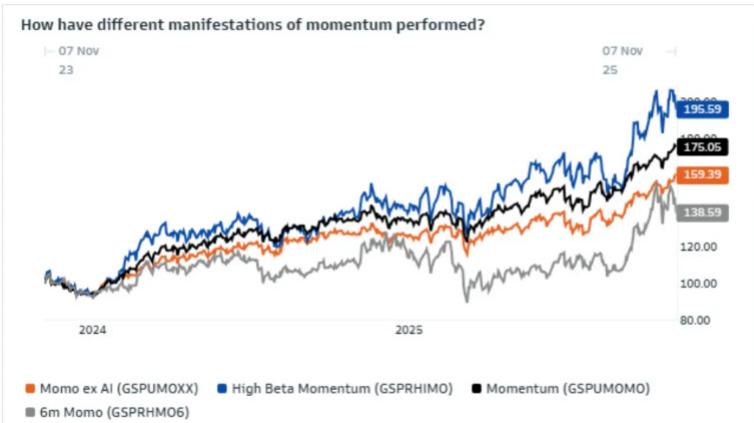 How have different manifestations of momentum performed?
07 Nov 23
07 Nov 25
195.59
175.05
159.39
138.59
120.00
100.00
80.00
2024 2025
Momo ex AI (GSPUMOXX) High Beta Momentum (GSPRHIMO) Momentum (GSPUMOMO)
6m Momo (GSPRHMO6)